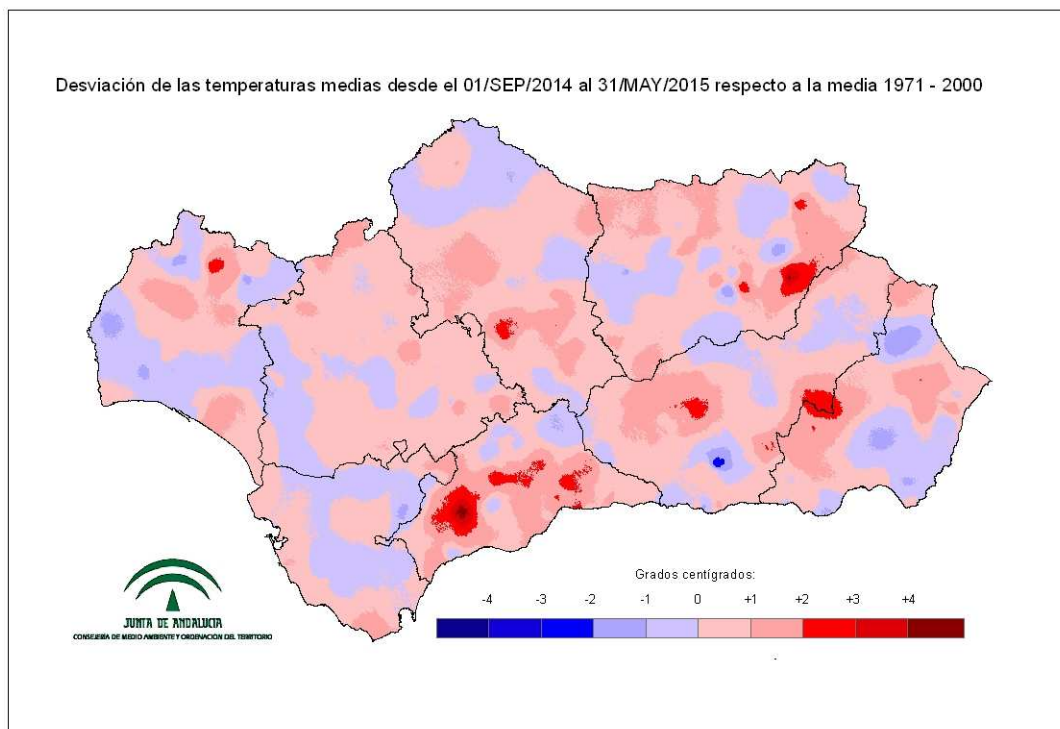 Desviación de las temperaturas medias desde el 01/SEP/2014 al 31/MAY/2015 respecto a la media 1971 - 2000
Grados centígrados:
-4 -3 -2 -1 0 +1 +2 +3 +4
JUNTA DE ANDALUCIA
CONSEJERÍA DE MEDIO AMBIENTE Y ORDENACIÓN DEL TERRITORIO